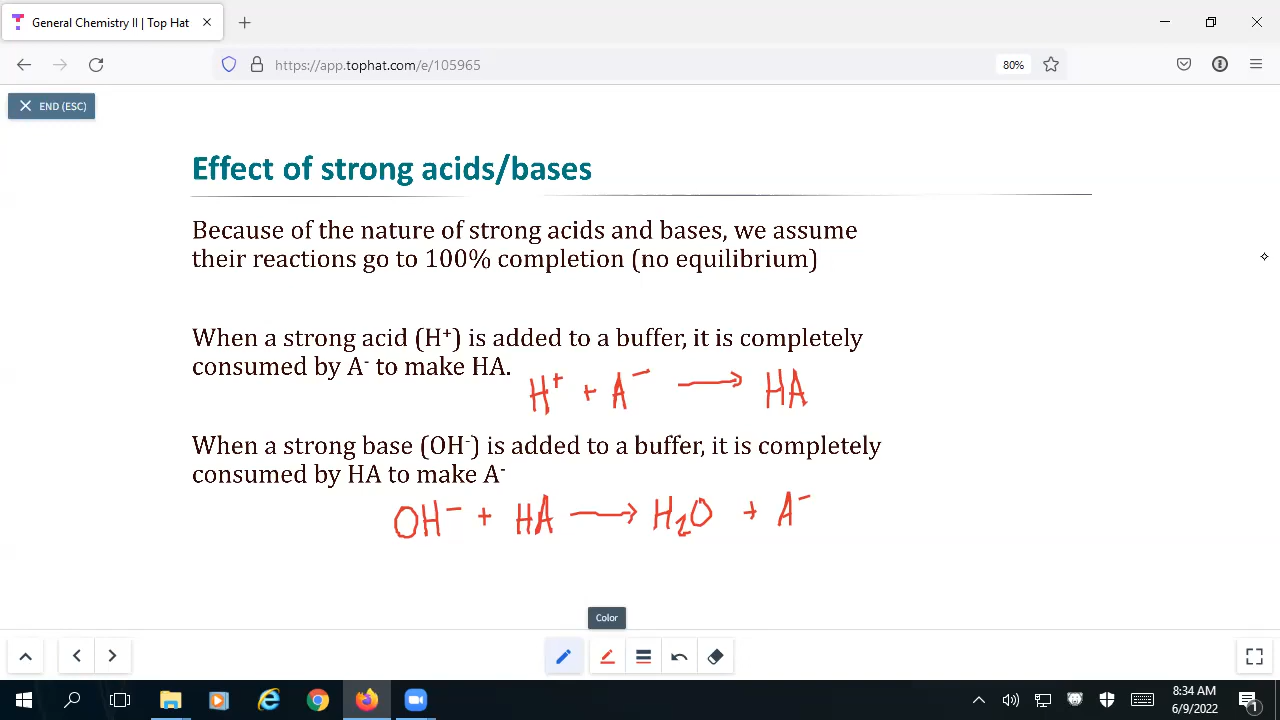 General Chemistry II | Top Hat
https://app.tophat.com/e/105965
80%
END (ESC)
Effect of strong acids/bases
Because of the nature of strong acids and bases, we assume
their reactions go to 100% completion (no equilibrium)
When a strong acid (H⁺) is added to a buffer, it is completely
consumed by A⁻ to make HA.
H⁺ + A⁻ → HA
When a strong base (OH⁻) is added to a buffer, it is completely
consumed by HA to make A⁻
OH⁻ + HA → H₂O + A⁻
Color
8:34 AM
6/9/2022
1